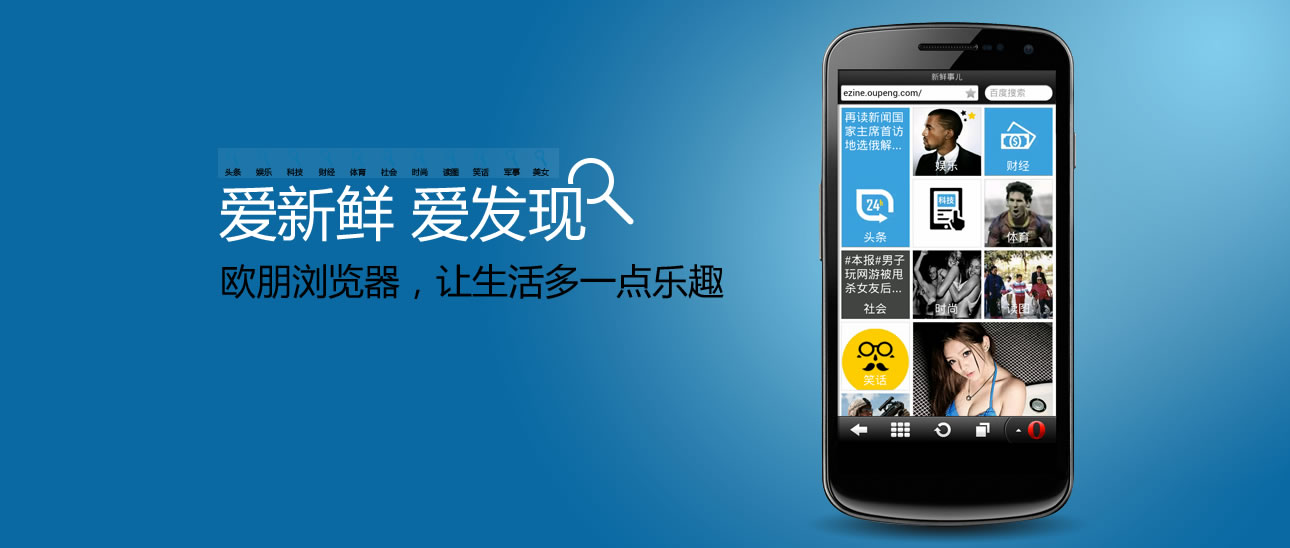 头条 娱乐 科技 财经 体育 社会 时尚 读图 笑话 军事 美女
爱新鲜 爱发现
欧朋浏览器，让生活多一点乐趣
新鲜事儿
ezine.oupeng.com/
百度搜索
再读新闻国
家主席首访
地选俄解...
24
头条
娱乐
$
财经
科技
体育
#本报#男子
玩网游被甩
杀女友后...
社会
时尚
读图
笑话